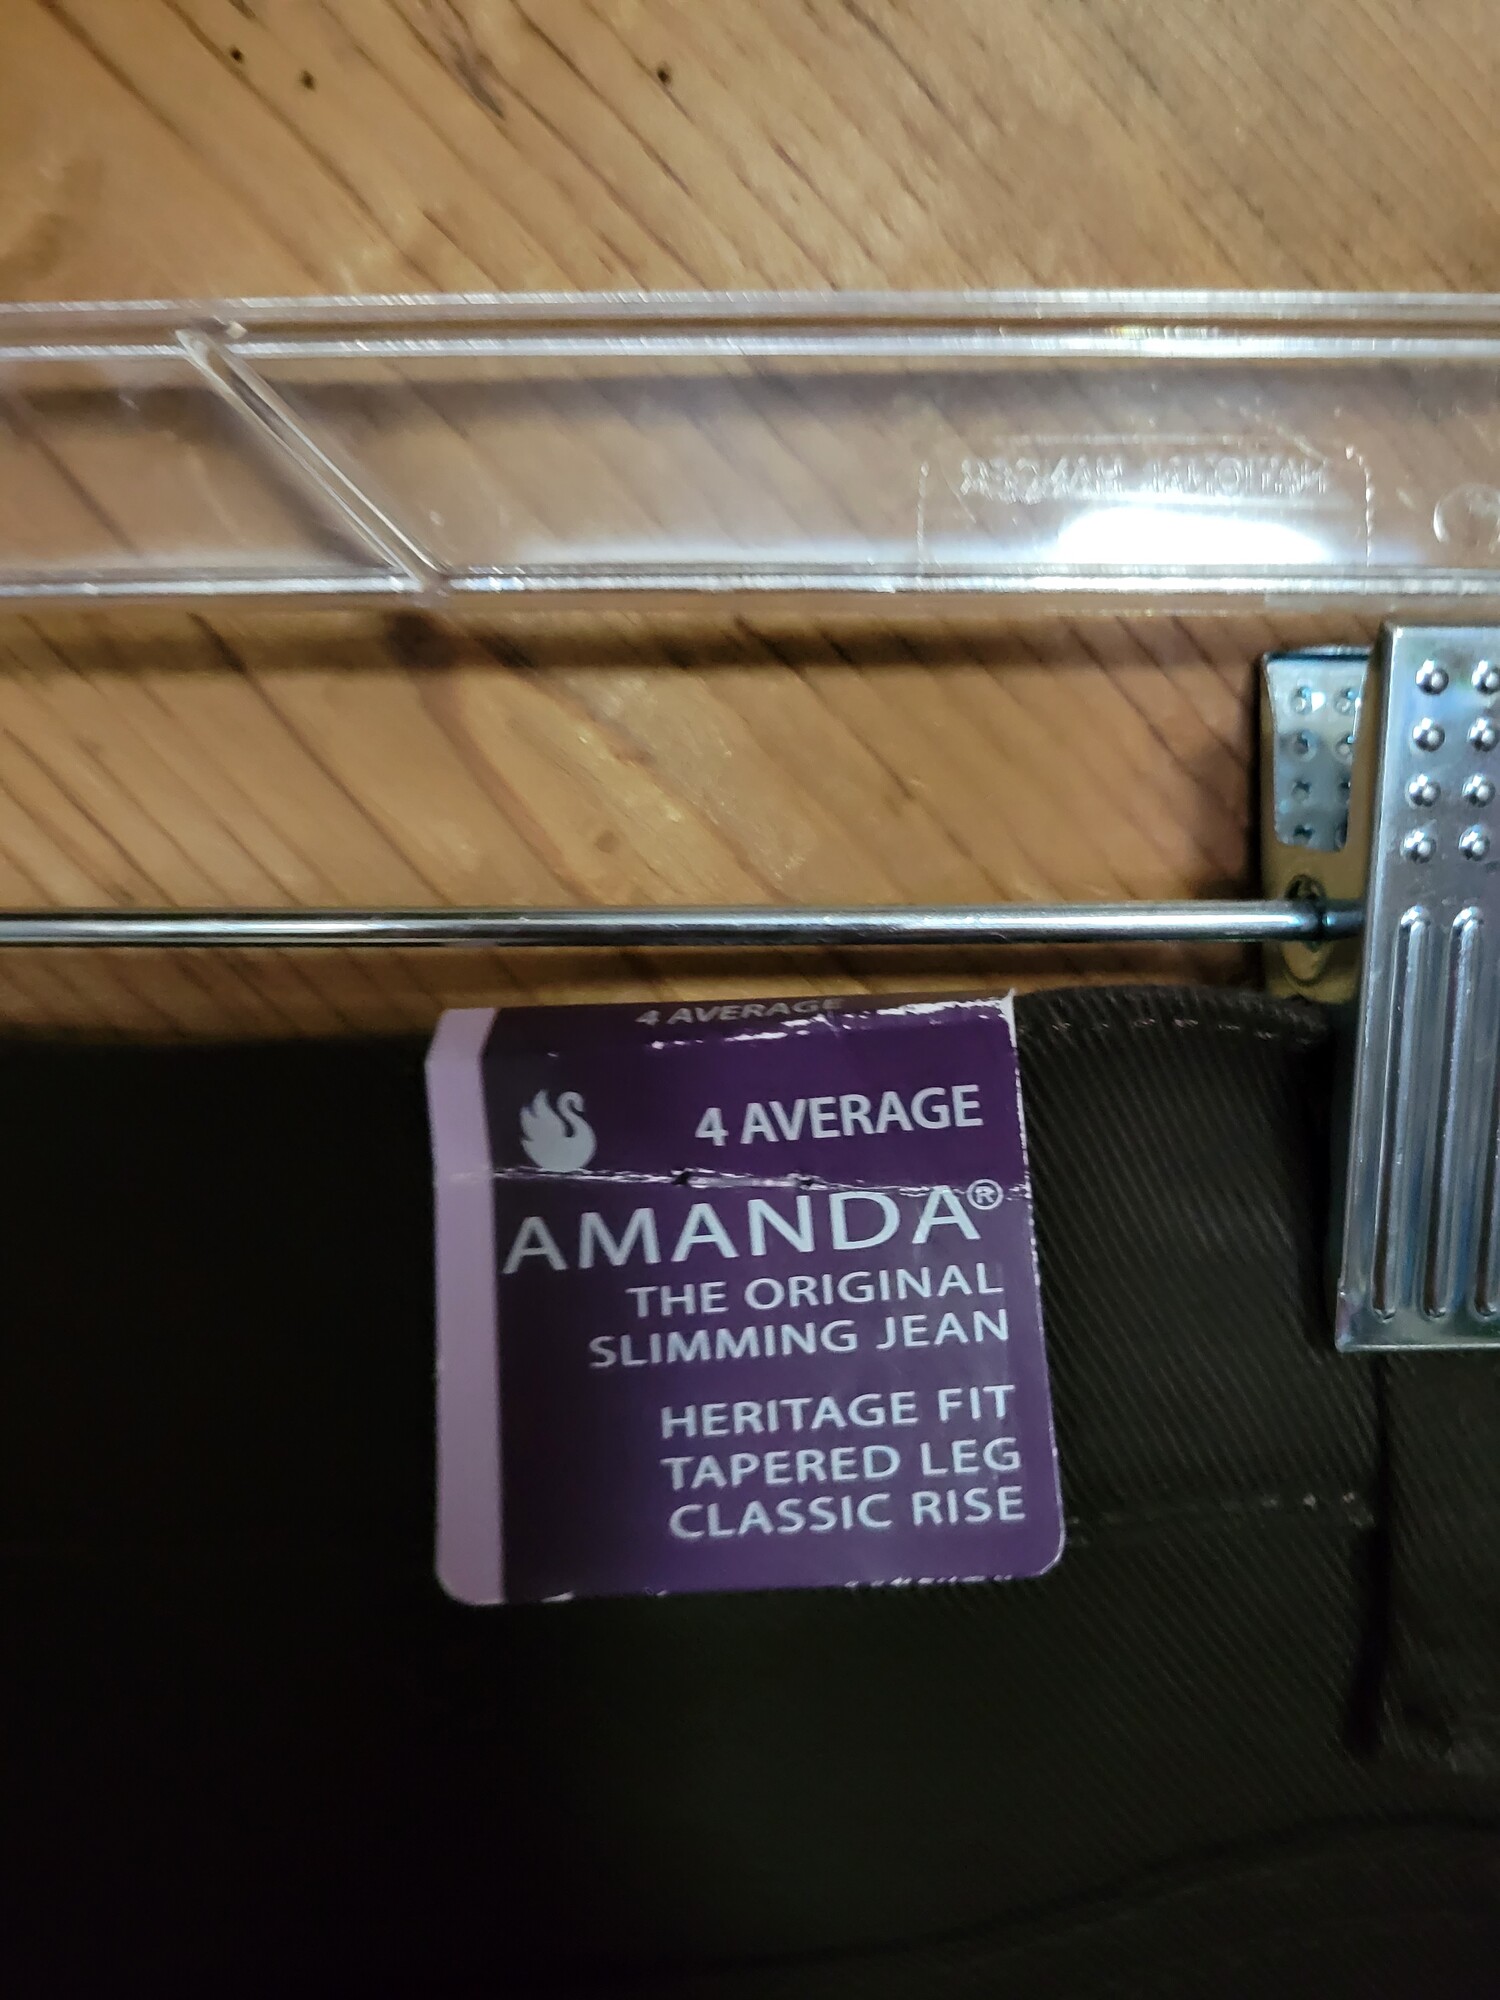 4 AVERAGE
4 AVERAGE
AMANDA®
THE ORIGINAL
SLIMMING JEAN
HERITAGE FIT
TAPERED LEG
CLASSIC RISE